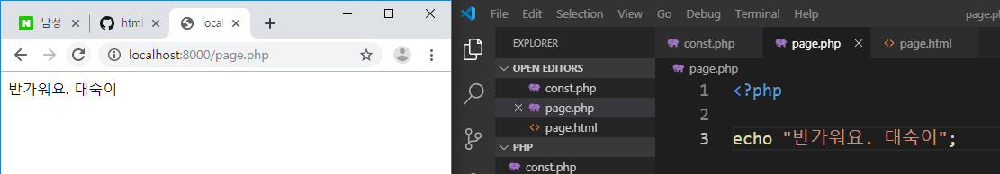 남성
html
local
localhost:8000/page.php
반가워요. 대숙이
File Edit Selection View Go Debug Terminal Help
page.ph
EXPLORER
OPEN EDITORS
const.php
page.php
page.html
PHP
const.php
const.php
page.php
page.html
page.php
1 <?php
2
3 echo "반가워요. 대숙이";